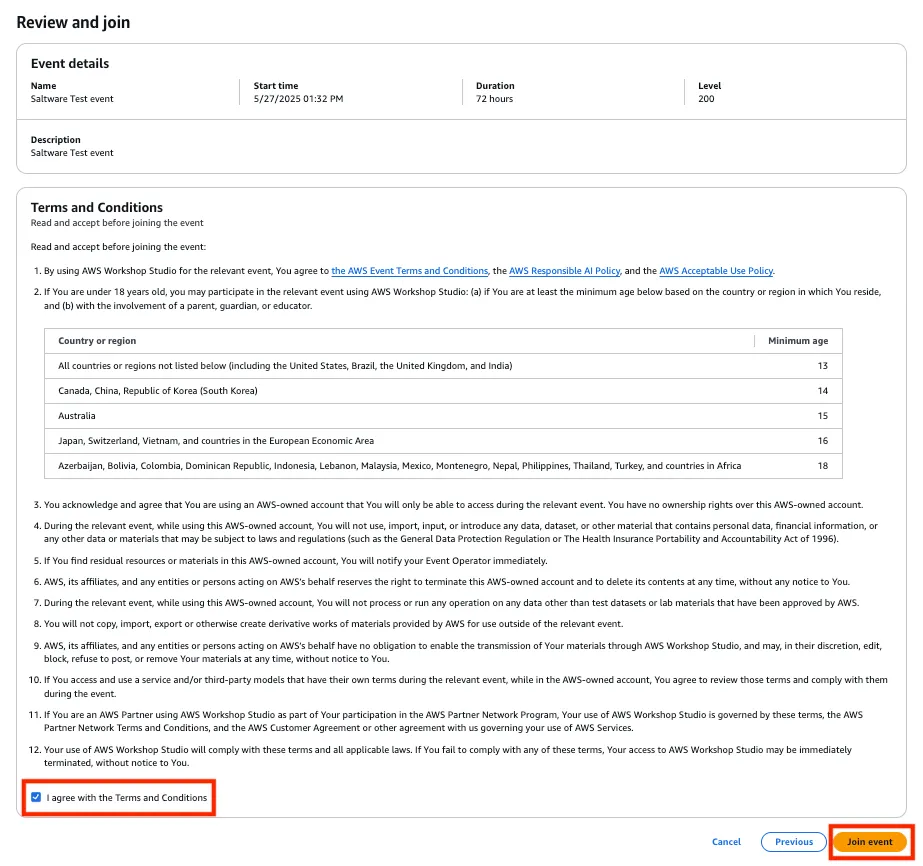 Review and join
Event details
Name
Saltware Test event
Start time
5/27/2025 01:32 PM
Duration
72 hours
Level
200
Description
Saltware Test event
Terms and Conditions
Read and accept before joining the event
Read and accept before joining the event:
1. By using AWS Workshop Studio for the relevant event, You agree to the AWS Event Terms and Conditions, the AWS Responsible AI Policy, and the AWS Acceptable Use Policy.
2. If You are under 18 years old, you may participate in the relevant event using AWS Workshop Studio: (a) if You are at least the minimum age below based on the country or region in which You reside,
and (b) with the involvement of a parent, guardian, or educator.
Country or region Minimum age
All countries or regions not listed below (including the United States, Brazil, the United Kingdom, and India) 13
Canada, China, Republic of Korea (South Korea) 14
Australia 15
Japan, Switzerland, Vietnam, and countries in the European Economic Area 16
Azerbaijan, Bolivia, Colombia, Dominican Republic, Indonesia, Lebanon, Malaysia, Mexico, Montenegro, Nepal, Philippines, Thailand, Turkey, and countries in Africa 18
3. You acknowledge and agree that You are using an AWS-owned account that You will only be able to access during the relevant event. You have no ownership rights over this AWS-owned account.
4. During the relevant event, while using this AWS-owned account, You will not use, import, input, or introduce any data, dataset, or other material that contains personal data, financial information, or
any other data or materials that may be subject to laws and regulations (such as the General Data Protection Regulation or The Health Insurance Portability and Accountability Act of 1996).
5. If You find residual resources or materials in this AWS-owned account, You will notify your Event Operator immediately.
6. AWS, its affiliates, and any entities or persons acting on AWS's behalf reserves the right to terminate this AWS-owned account and to delete its contents at any time, without any notice to You.
7. During the relevant event, while using this AWS-owned account, You will not process or run any operation on any data other than test datasets or lab materials that have been approved by AWS.
8. You will not copy, import, export or otherwise create derivative works of materials provided by AWS for use outside of the relevant event.
9. AWS, its affiliates, and any entities or persons acting on AWS's behalf have no obligation to enable the transmission of Your materials through AWS Workshop Studio, and may, in their discretion, edit,
block, refuse to post, or remove Your materials at any time, without notice to You.
10. If You access and use a service and/or third-party models that have their own terms during the relevant event, while in the AWS-owned account, You agree to review those terms and comply with them
during the event.
11. If You are an AWS Partner using AWS Workshop Studio as part of Your participation in the AWS Partner Network Program, Your use of AWS Workshop Studio is governed by these terms, the AWS
Partner Network Terms and Conditions, and the AWS Customer Agreement or other agreement with us governing your use of AWS Services.
12. Your use of AWS Workshop Studio will comply with these terms and all applicable laws. If You fail to comply with any of these terms, Your access to AWS Workshop Studio may be immediately
terminated, without notice to You.
I agree with the Terms and Conditions
Cancel
Previous
Join event